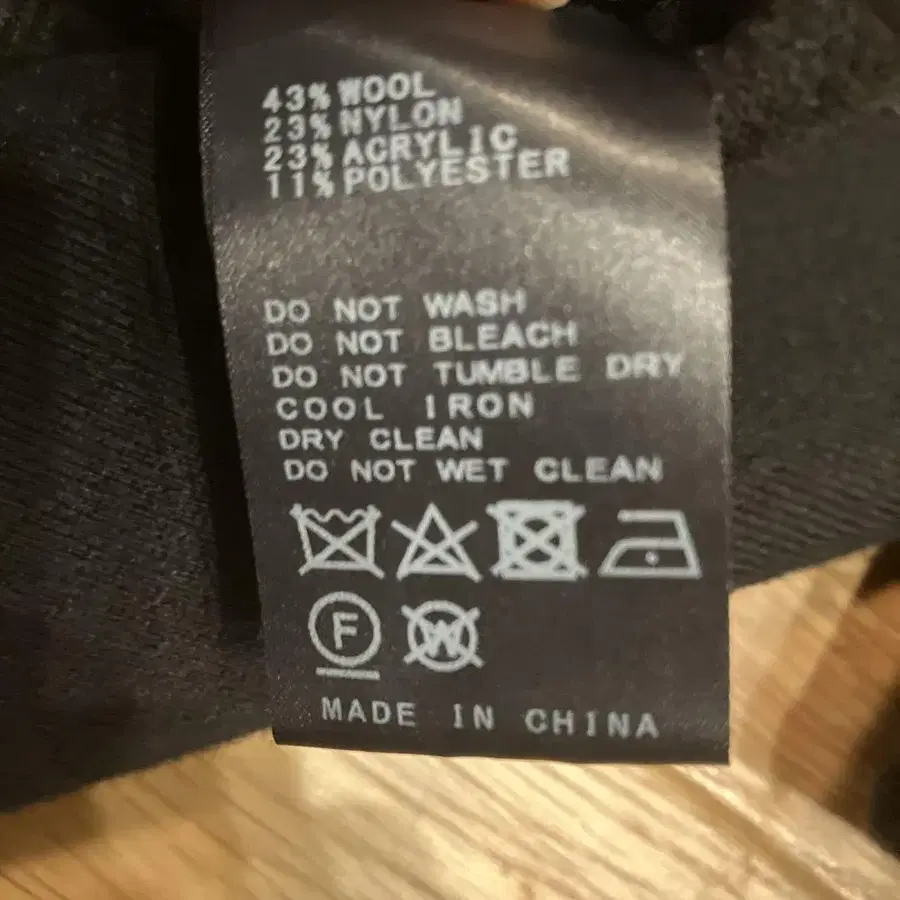 43% WOOL
23% NYLON
23% ACRYLIC
11% POLYESTER
DO NOT WASH
DO NOT BLEACH
DO NOT TUMBLE DRY
COOL IRON
DRY CLEAN
DO NOT WET CLEAN
F W
MADE IN CHINA